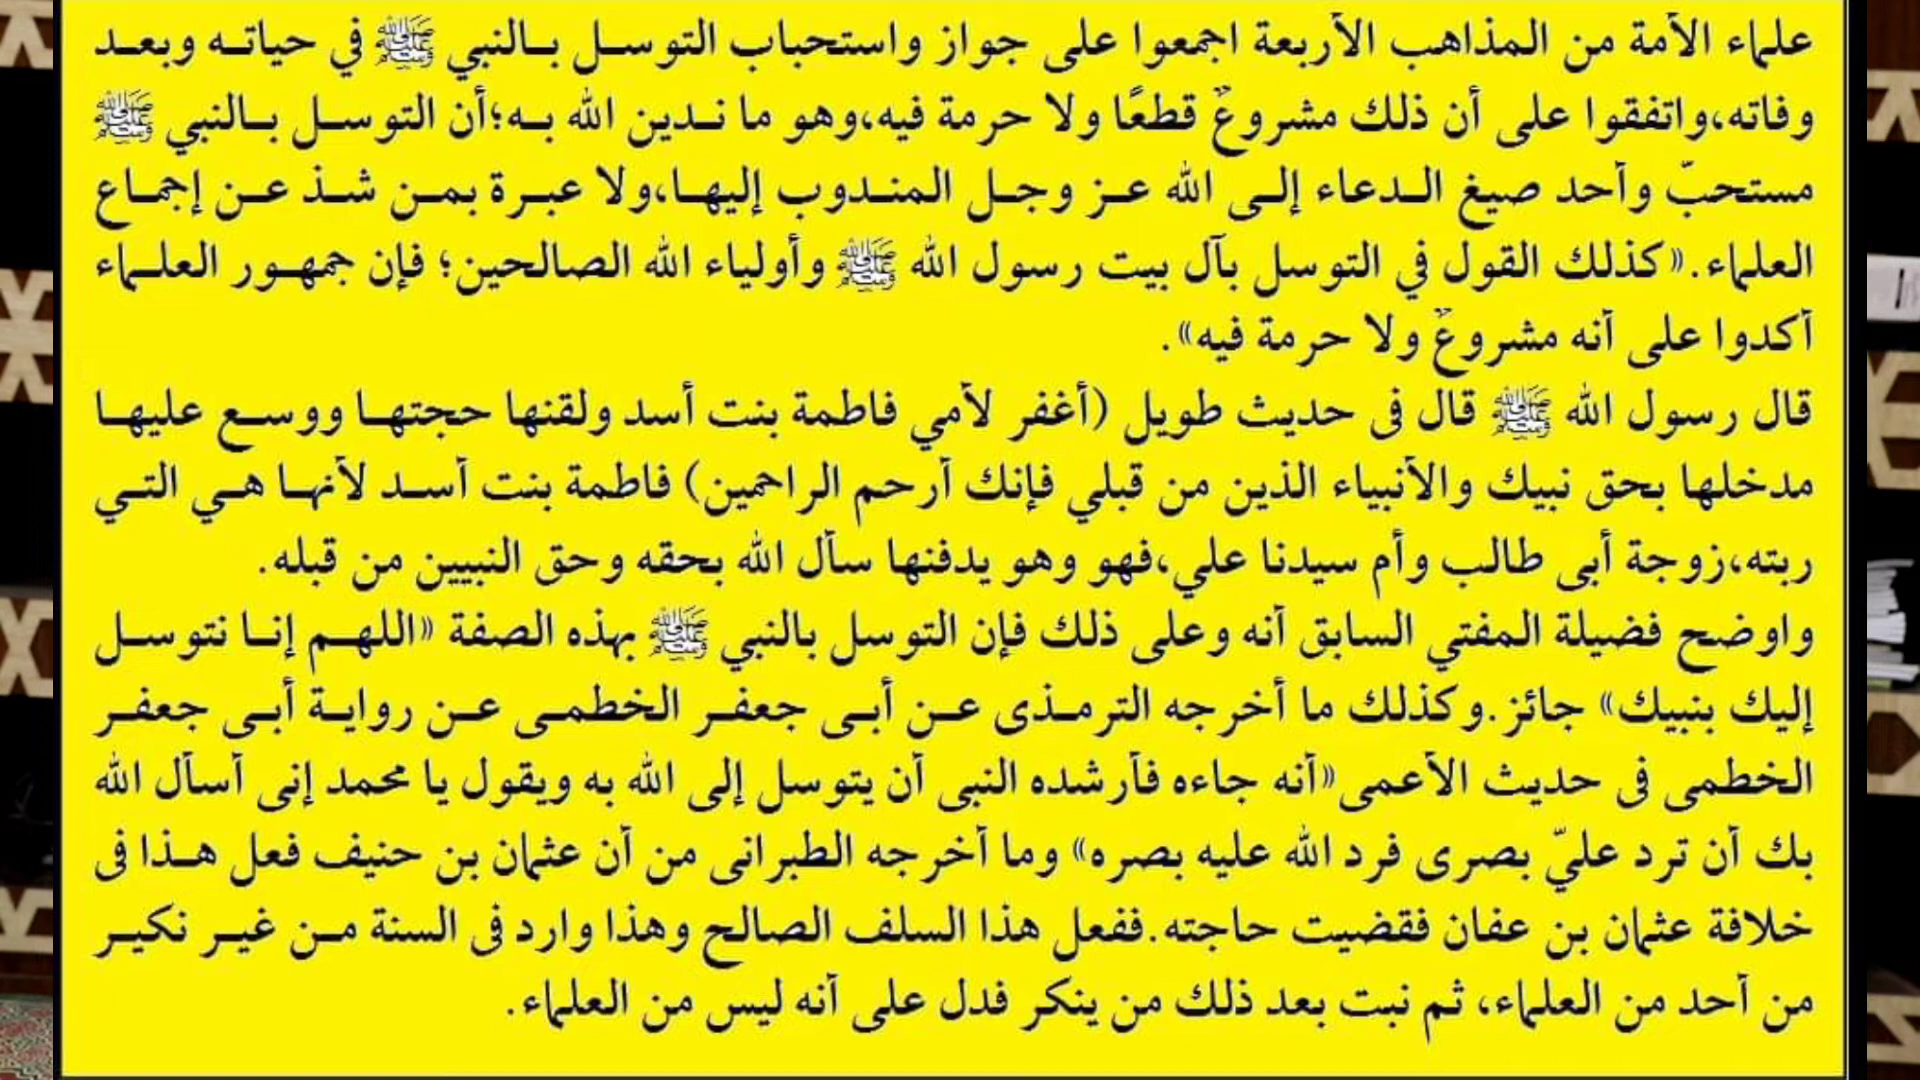 علماء الأمة من المذاهب الأربعة اجمعوا على جواز واستحباب التوسل بالنبي ﷺ في حياته وبعد
وفاته،واتفقوا على أن ذلك مشروعٌ قطعًا ولا حرمة فيه،وهو ما ندين الله به؛أن التوسل بالنبي ﷺ
مستحبّ وأحد صيغ الدعاء إلى الله عز وجل المندوب إليها،ولا عبرة بمن شذ عن إجماع
العلماء.«كذلك القول في التوسل بآل بيت رسول الله ﷺ وأولياء الله الصالحين؛ فإن جمهور العلماء
أكدوا على أنه مشروعٌ ولا حرمة فيه».
قال رسول الله ﷺ قال فى حديث طويل (أغفر لأمي فاطمة بنت أسد ولقنها حجتها ووسع عليها
مدخلها بحق نبيك والأنبياء الذين من قبلي فإنك أرحم الراحمين) فاطمة بنت أسد لأنها هي التي
ربته،زوجة أبى طالب وأم سيدنا علي،فهو وهو يدفنها سأل الله بحقه وحق النبيين من قبله.
واوضح فضيلة المفتي السابق أنه وعلى ذلك فإن التوسل بالنبي ﷺ بهذه الصفة «اللهم إنا نتوسل
إليك بنبيك» جائز.وكذلك ما أخرجه الترمذى عن أبى جعفر الخطمى عن رواية أبى جعفر
الخطمى فى حديث الأعمى«أنه جاءه فأرشده النبى أن يتوسل إلى الله به ويقول يا محمد إنى أسأل الله
بك أن ترد عليّ بصرى فرد الله عليه بصره» وما أخرجه الطبرانى من أن عثمان بن حنيف فعل هذا فى
خلافة عثمان بن عفان فقضيت حاجته.ففعل هذا السلف الصالح وهذا وارد فى السنة من غير نكير
من أحد من العلماء، ثم نبت بعد ذلك من ينكر فدل على أنه ليس من العلماء.